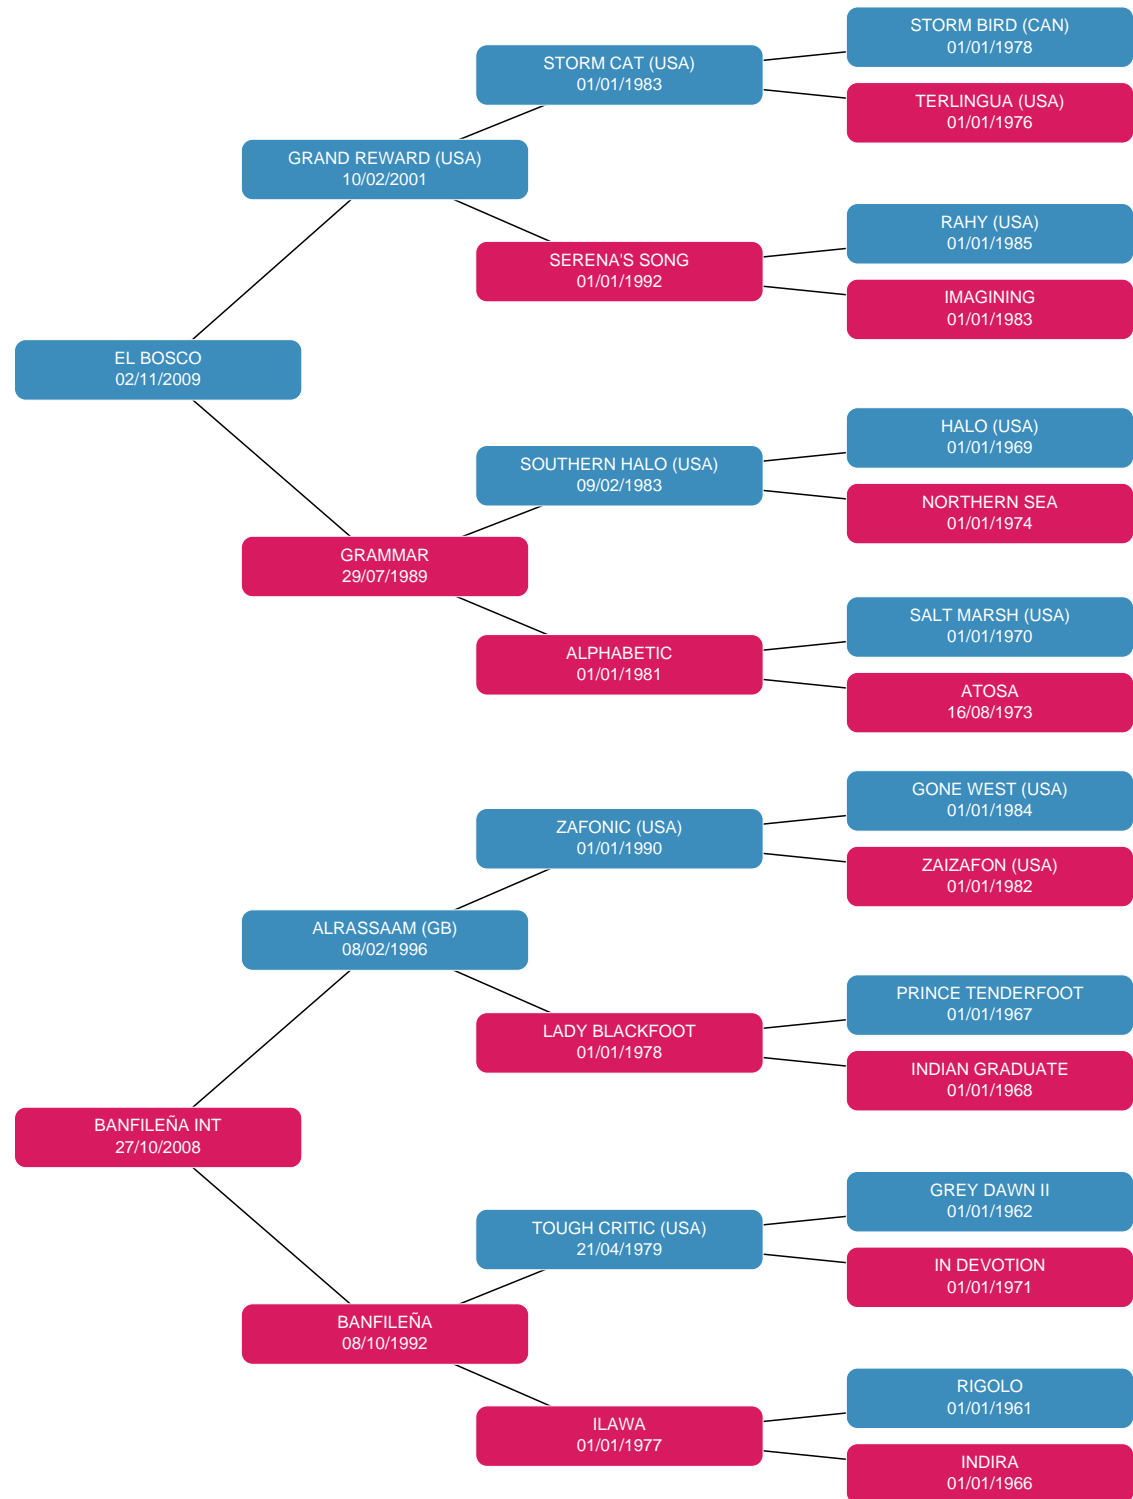 STORM BIRD (CAN)
01/01/1978
STORM CAT (USA)
01/01/1983
TERLINGUA (USA)
01/01/1976
GRAND REWARD (USA)
10/02/2001
RAHY (USA)
01/01/1985
SERENA'S SONG
01/01/1992
IMAGINING
01/01/1983
EL BOSCO
02/11/2009
HALO (USA)
01/01/1969
SOUTHERN HALO (USA)
09/02/1983
NORTHERN SEA
01/01/1974
GRAMMAR
29/07/1989
SALT MARSH (USA)
01/01/1970
ALPHABETIC
01/01/1981
ATOSA
16/08/1973
GONE WEST (USA)
01/01/1984
ZAFONIC (USA)
01/01/1990
ZAIZAFON (USA)
01/01/1982
ALRASSAAM (GB)
08/02/1996
PRINCE TENDERFOOT
01/01/1967
LADY BLACKFOOT
01/01/1978
INDIAN GRADUATE
01/01/1968
BANFILEÑA INT
27/10/2008
GREY DAWN II
01/01/1962
TOUGH CRITIC (USA)
21/04/1979
IN DEVOTION
01/01/1971
BANFILEÑA
08/10/1992
RIGOLO
01/01/1961
ILAWA
01/01/1977
INDIRA
01/01/1966